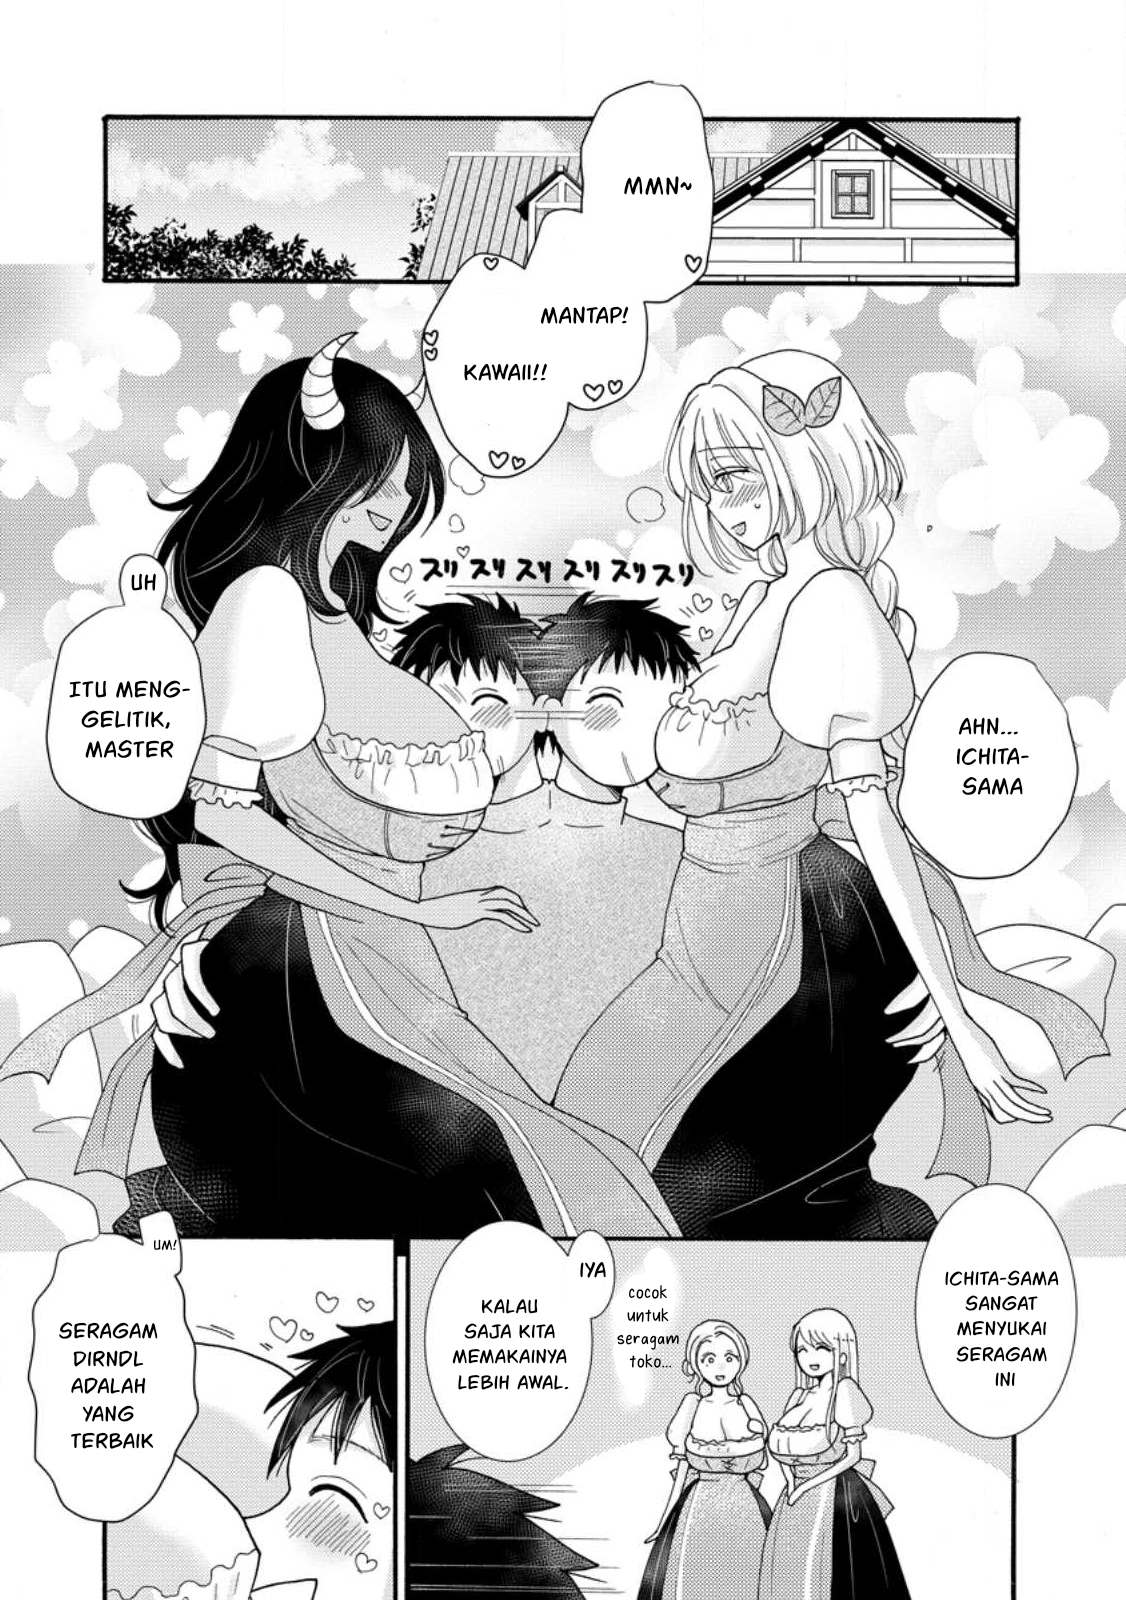 MMN~
MANTAP!
KAWAII!!
スリスリスリスリスリスリ
AHN...
ICHITA-
SAMA
UH
ITU MENG-
GELITIK,
MASTER
ICHITA-SAMA
SANGAT
MENYUKAI
SERAGAM
INI
cocok
untuk
seragam
toko...
IYA
KALAU
SAJA KITA
MEMAKAINYA
LEBIH AWAL.
UM!
SERAGAM
DIRNDL
ADALAH
YANG
TERBAIK